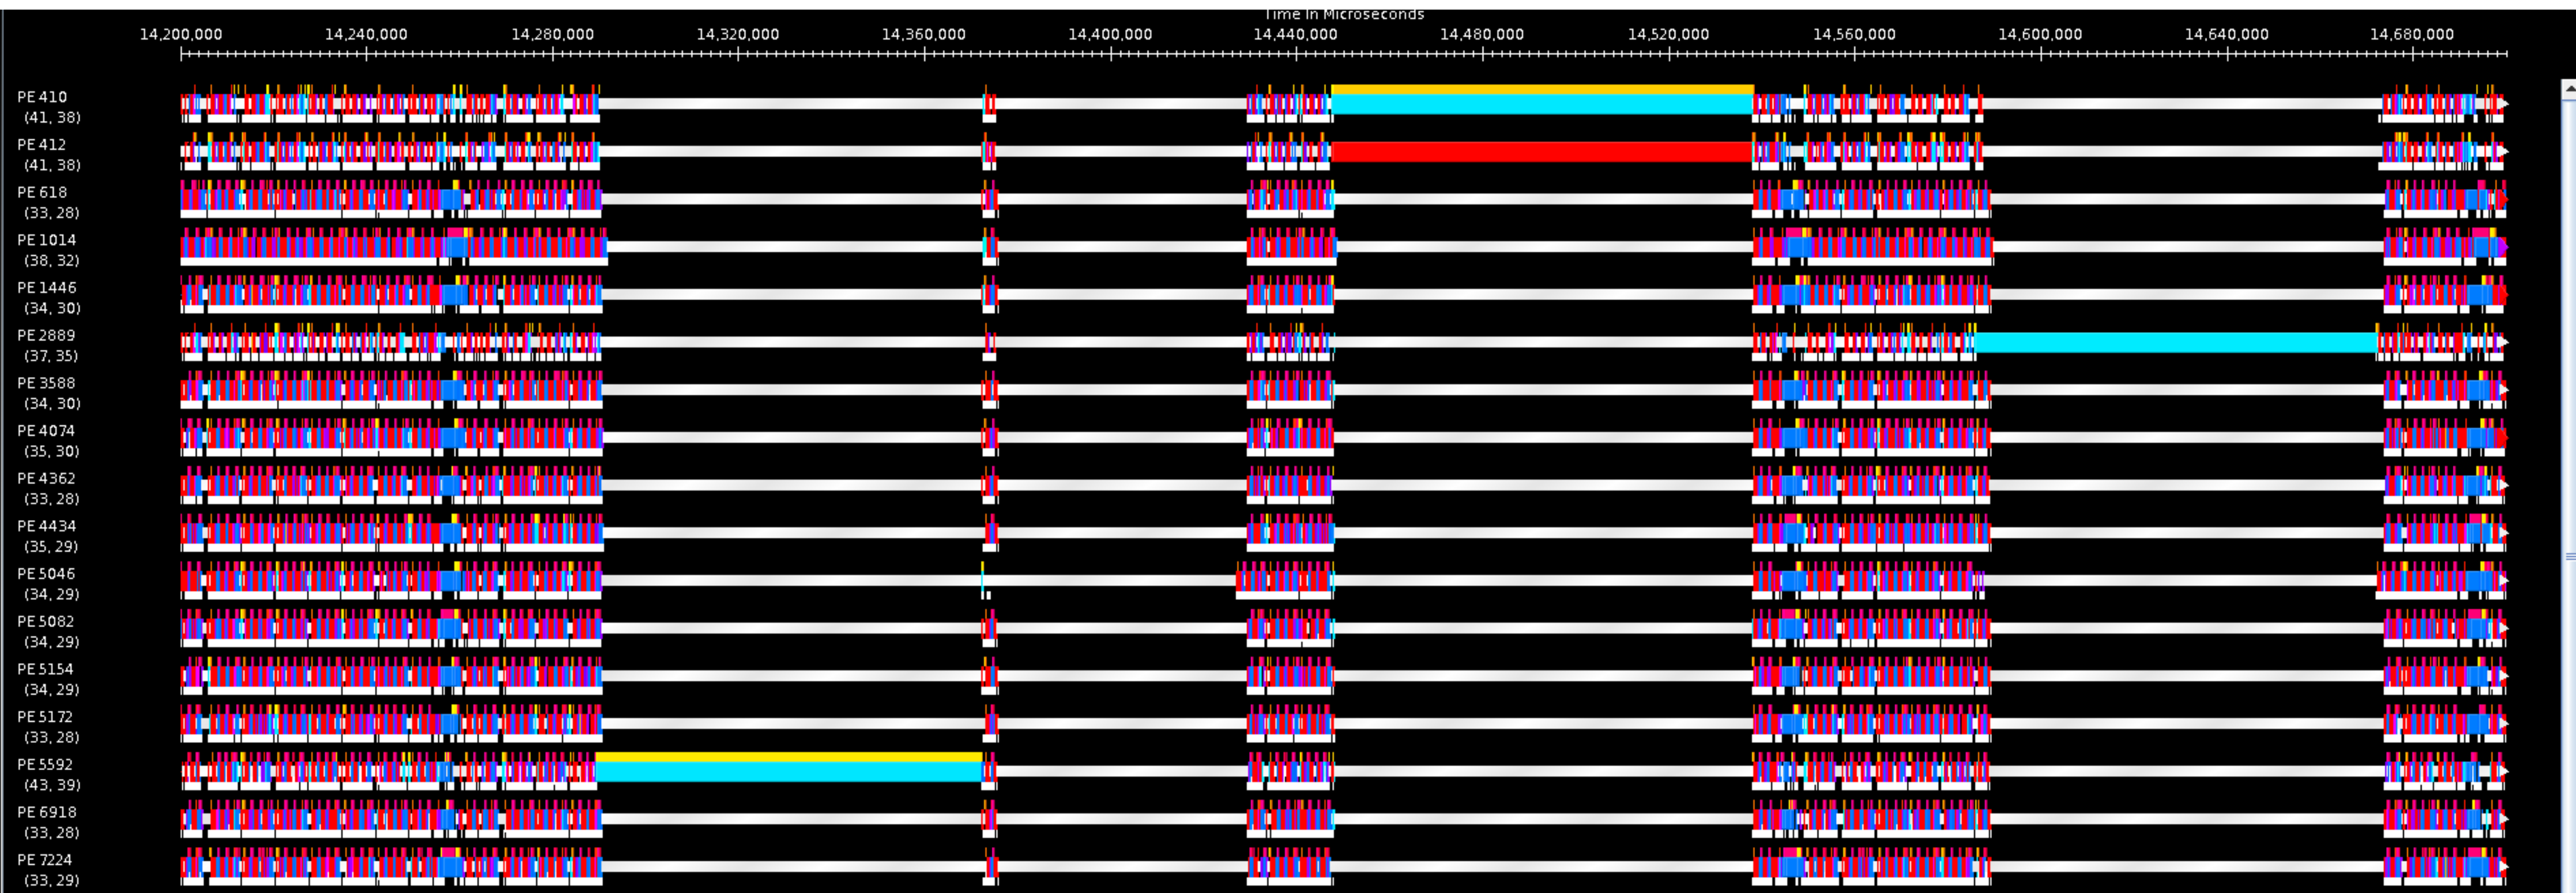 Time In Microseconds
14,200,000 14,240,000 14,280,000 14,320,000 14,360,000 14,400,000 14,440,000 14,480,000 14,520,000 14,560,000 14,600,000 14,640,000 14,680,000
PE 410
(41, 38)
PE 412
(41, 38)
PE 618
(33, 28)
PE 1014
(38, 32)
PE 1446
(34, 30)
PE 2889
(37, 35)
PE 3588
(34, 30)
PE 4074
(35, 30)
PE 4362
(33, 28)
PE 4434
(35, 29)
PE 5046
(34, 29)
PE 5082
(34, 29)
PE 5154
(34, 29)
PE 5172
(33, 28)
PE 5592
(43, 39)
PE 6918
(33, 28)
PE 7224
(33, 29)